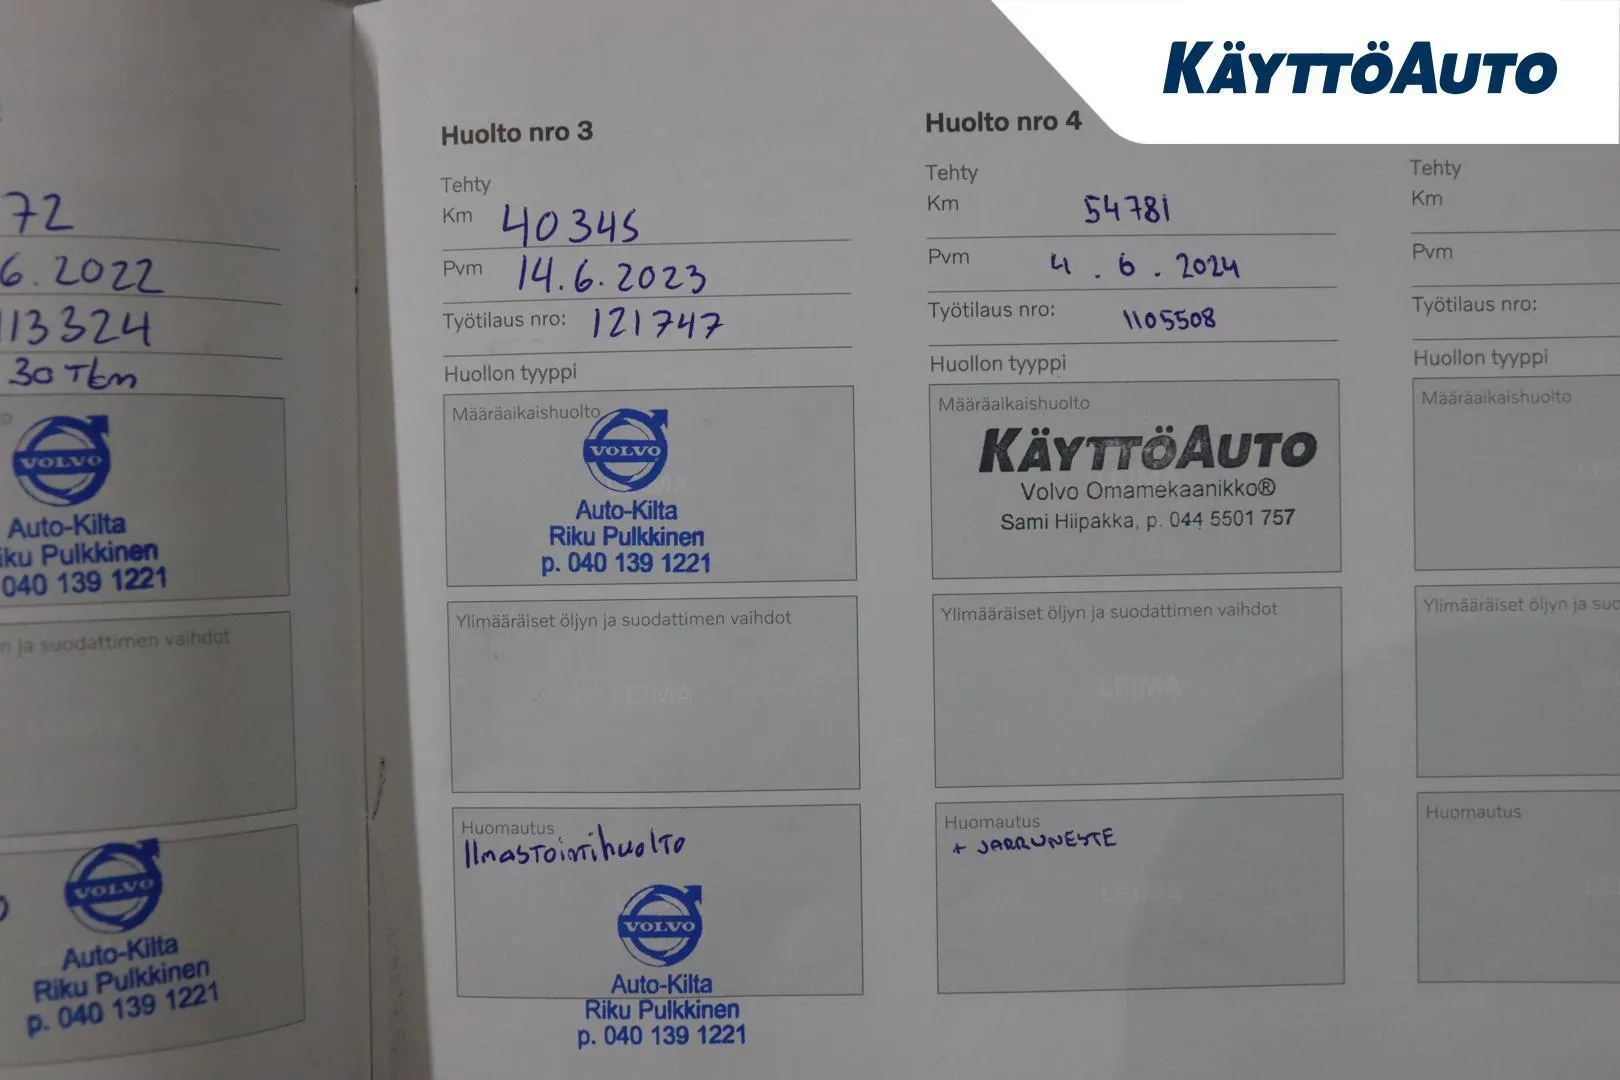 KÄYTTÖAUTO
72
6.2022
113324
30 Tkm
VOLVO
Auto-Kilta
iku Pulkkinen
040 139 1221
n ja suodattimen vaihdot
LEIMA
VOLVO
Auto-Kilta
Riku Pulkkinen
p. 040 139 1221
Huolto nro 3
Tehty
Km 40345
Pvm 14.6.2023
Työtilaus nro: 121747
Huollon tyyppi
Määräaikaishuolto
VOLVO
Auto-Kilta
Riku Pulkkinen
p. 040 139 1221
Ylimääräiset öljyn ja suodattimen vaihdot
LEIMA
Huomautus
Ilmastointihuolto
VOLVO
Auto-Kilta
Riku Pulkkinen
p. 040 139 1221
Huolto nro 4
Tehty
Km 54781
Pvm 4.6.2024
Työtilaus nro: 1105508
Huollon tyyppi
Määräaikaishuolto
KÄYTTÖAUTO
Volvo Omamekaanikko®
Sami Hiipakka, p. 044 5501 757
Ylimääräiset öljyn ja suodattimen vaihdot
LEIMA
Huomautus
+ JARRUNESTE
LEIMA
Tehty
Km
Pvm
Työtilaus nro:
Huollon tyyppi
Määräaikaishuolto
Ylimääräiset öljyn ja suo
Huomautus